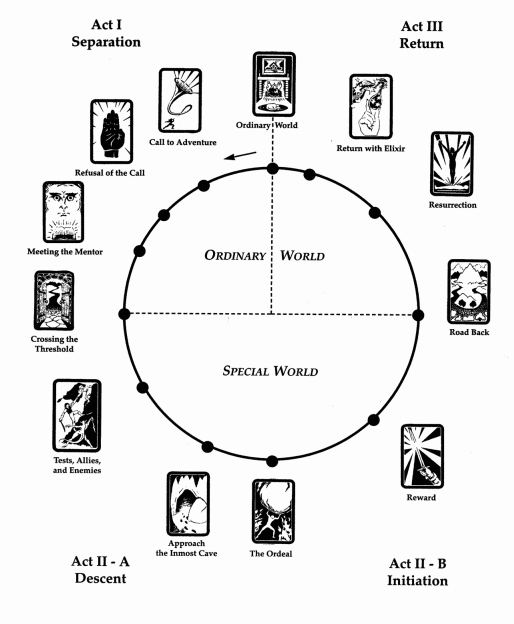 Act I
Separation
Act III
Return
Ordinary World
Call to Adventure
Refusal of the Call
Meeting the Mentor
Crossing the
Threshold
Tests, Allies,
and Enemies
Approach
the Inmost Cave
The Ordeal
Reward
Road Back
Resurrection
Return with Elixir
ORDINARY WORLD
SPECIAL WORLD
Act II - A
Descent
Act II - B
Initiation